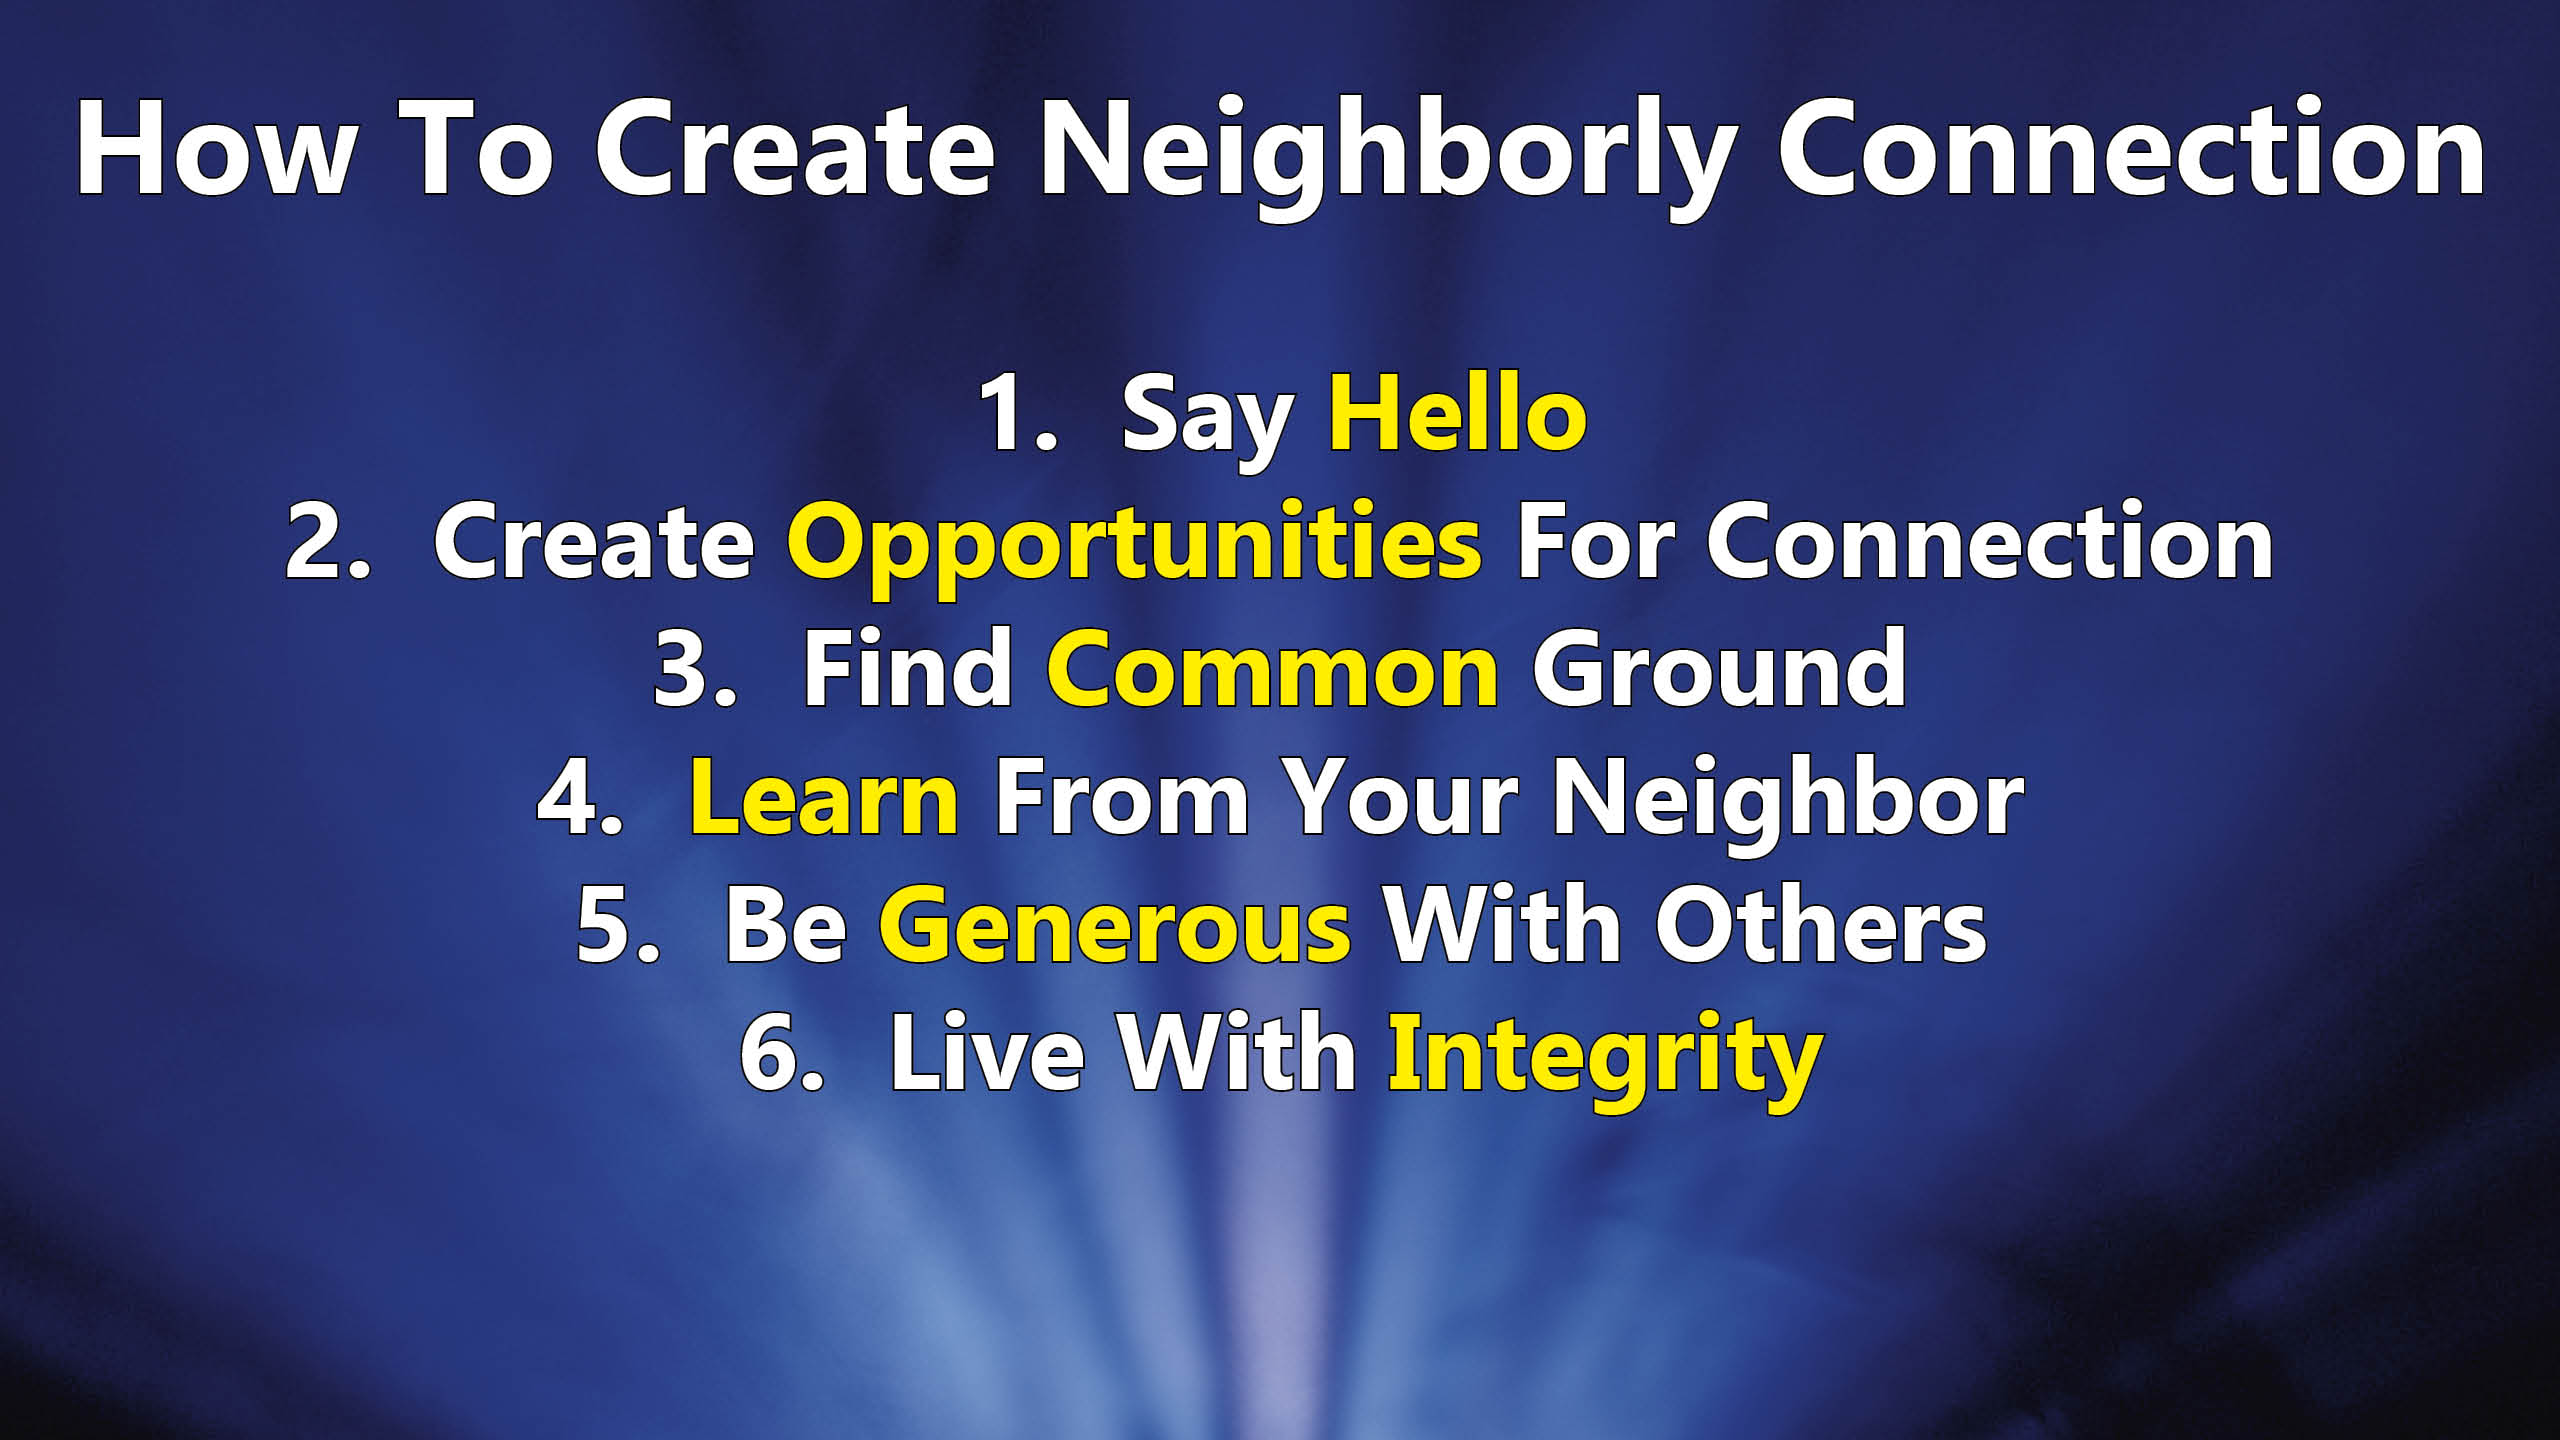 How To Create Neighborly Connection
1. Say Hello
2. Create Opportunities For Connection
3. Find Common Ground
4. Learn From Your Neighbor
5. Be Generous With Others
6. Live With Integrity